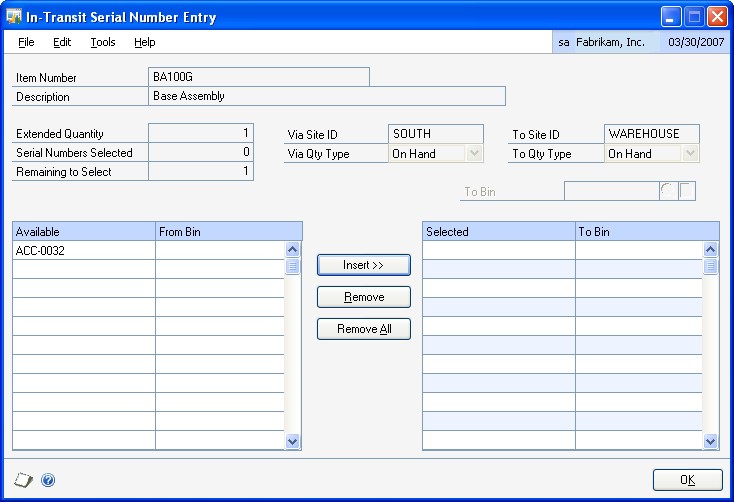 In-Transit Serial Number Entry
File Edit Tools Help sa Fabrikam, Inc. 03/30/2007
Item Number BA100G
Description Base Assembly
Extended Quantity 1 Via Site ID SOUTH To Site ID WAREHOUSE
Serial Numbers Selected 0 Via Qty Type On Hand To Qty Type On Hand
Remaining to Select 1
To Bin
Available From Bin Selected To Bin
ACC-0032
Insert >>
Remove
Remove All
OK